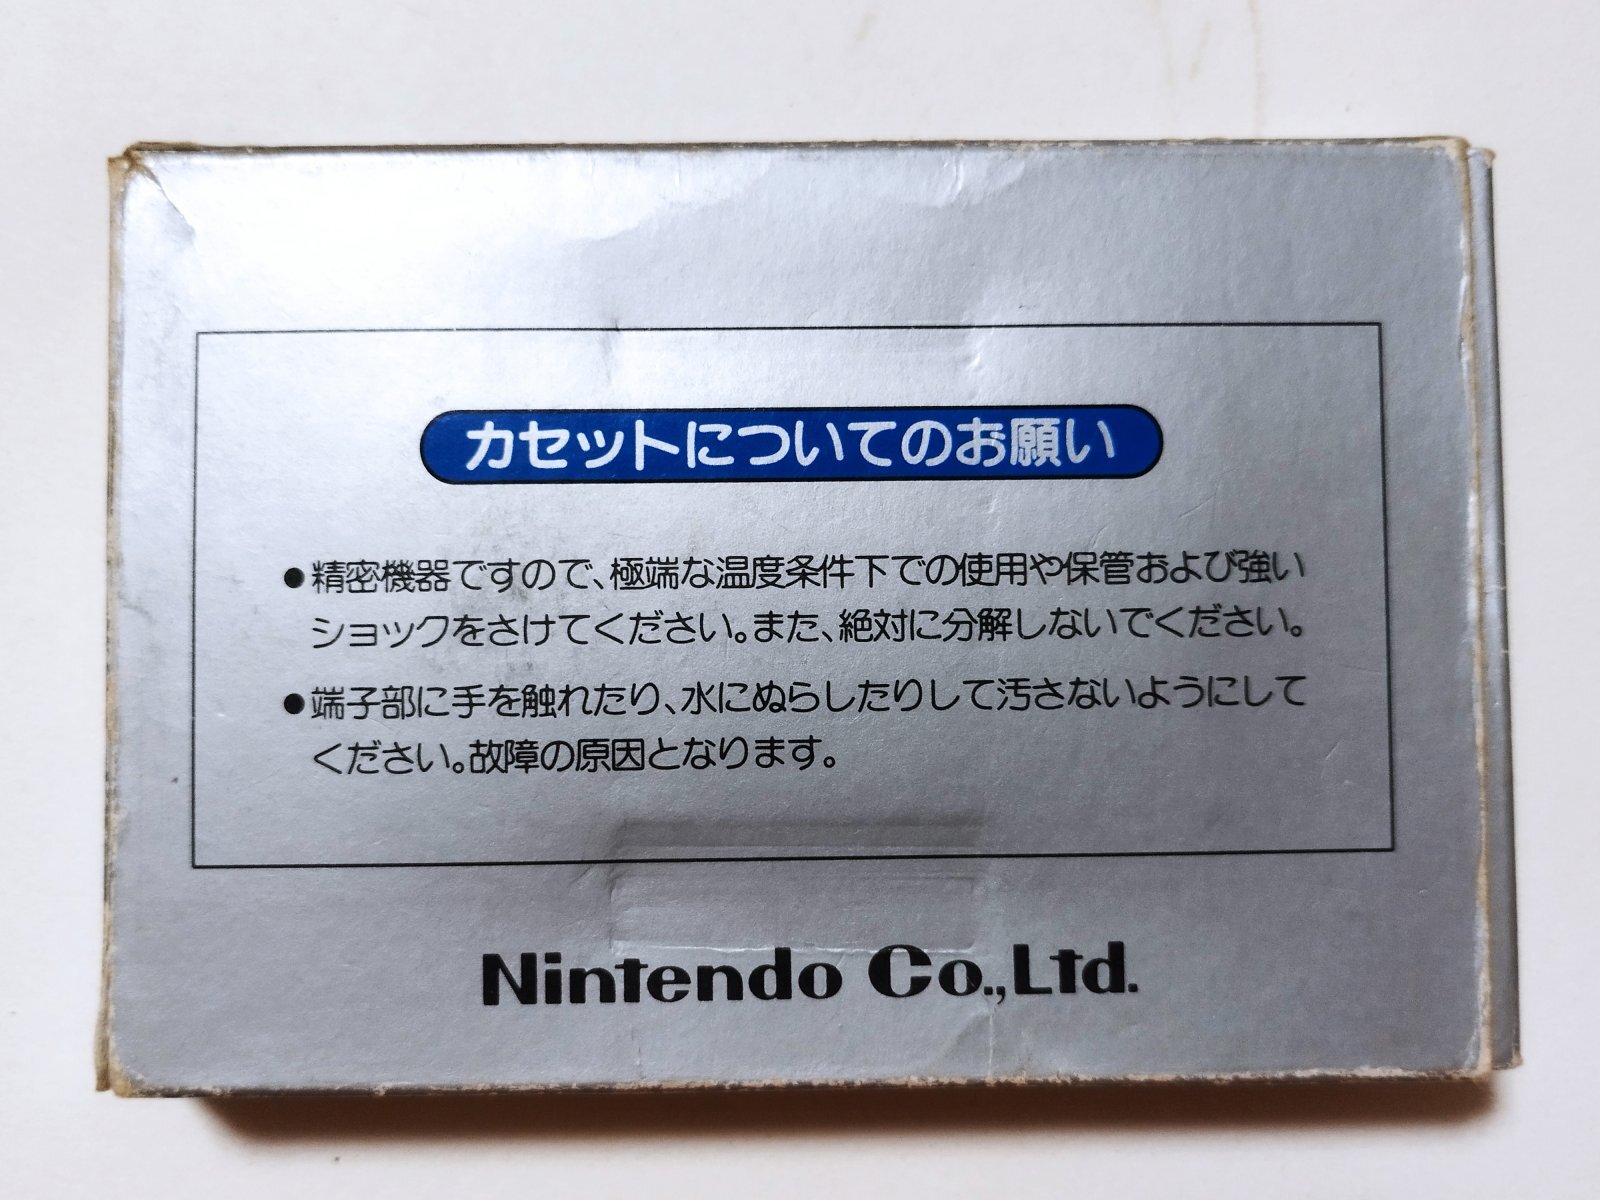 カセットについてのお願い
●精密機器ですので、極端な温度条件下での使用や保管および強い
ショックをさけてください。また、絶対に分解しないでください。
●端子部に手を触れたり、水にぬらしたりして汚さないようにして
ください。故障の原因となります。
Nintendo Co.,Ltd.